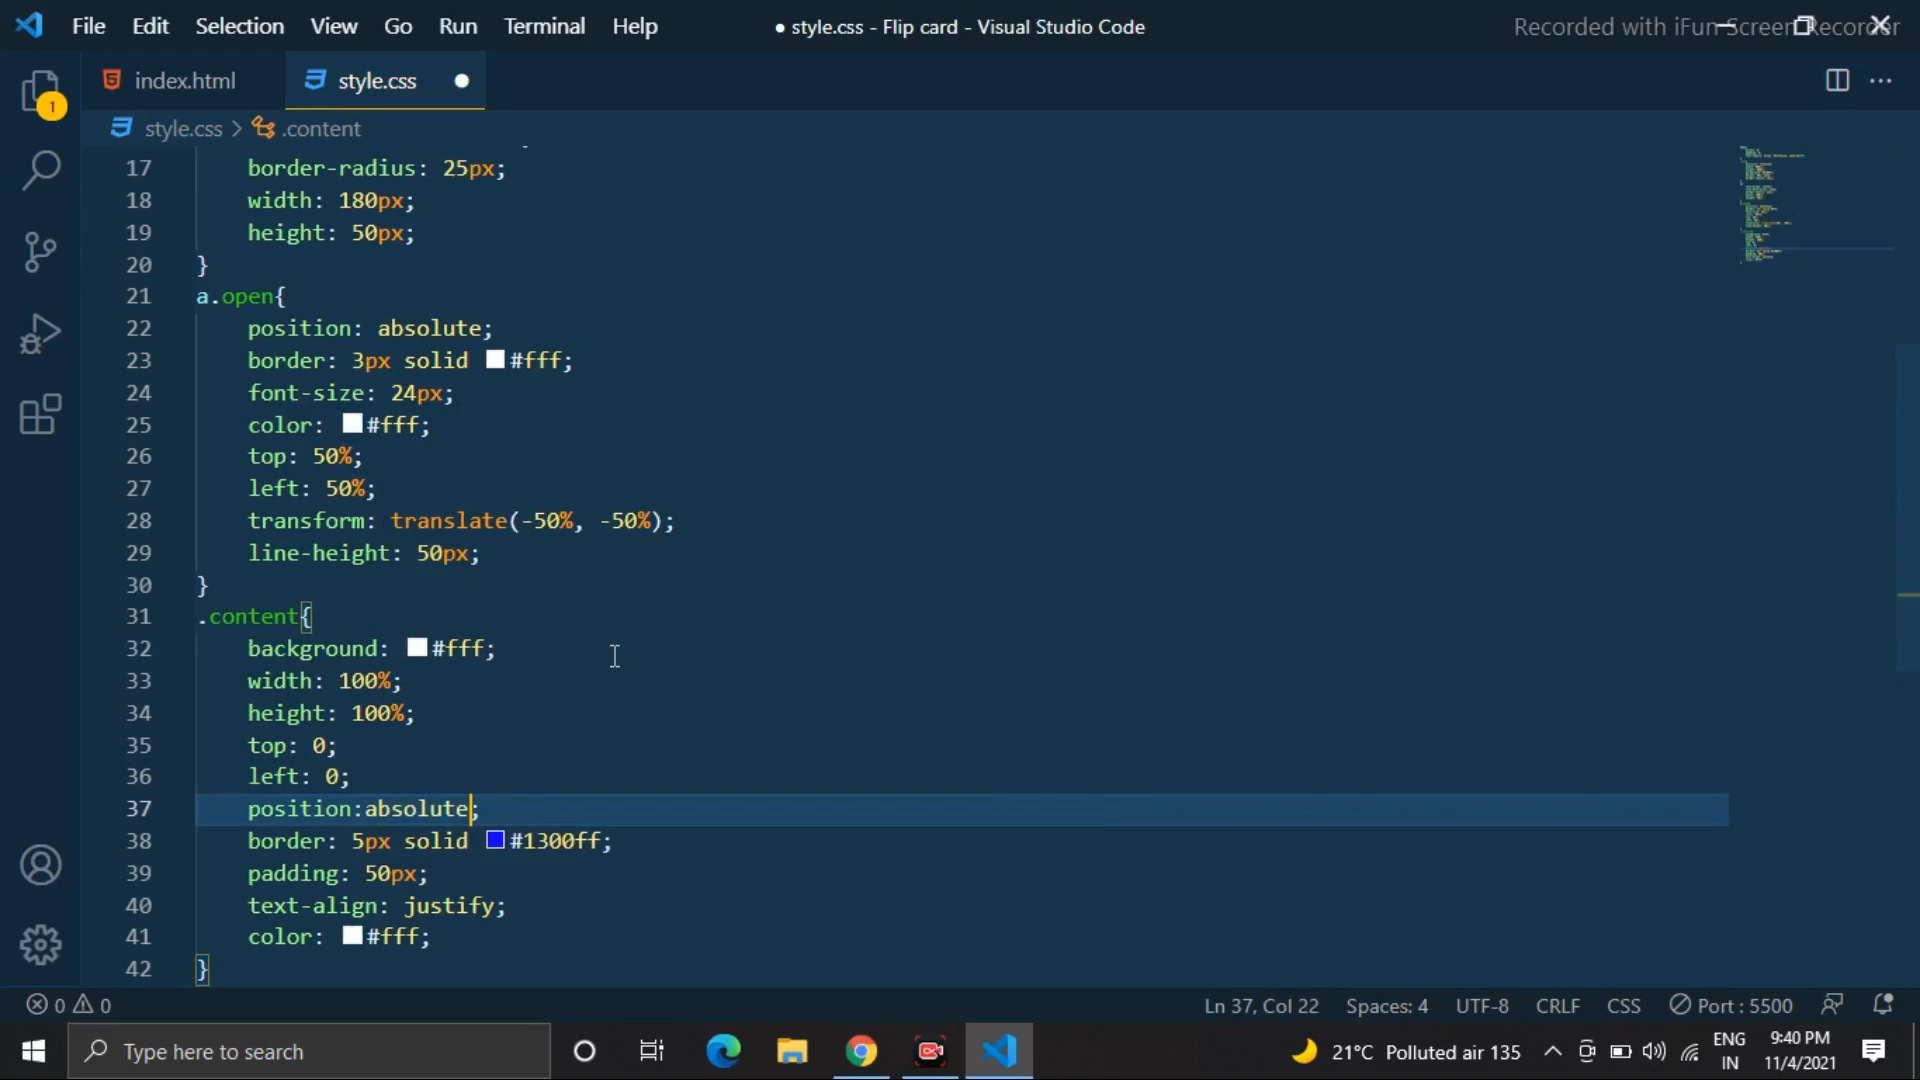 File Edit Selection View Go Run Terminal Help
● style.css - Flip card - Visual Studio Code
Recorded with iFun Screen Recorder
index.html
style.css
1
style.css > .content
17 border-radius: 25px;
18 width: 180px;
19 height: 50px;
20 }
21 a.open{
22 position: absolute;
23 border: 3px solid #fff;
24 font-size: 24px;
25 color: #fff;
26 top: 50%;
27 left: 50%;
28 transform: translate(-50%, -50%);
29 line-height: 50px;
30 }
31 .content{
32 background: #fff;
33 width: 100%;
34 height: 100%;
35 top: 0;
36 left: 0;
37 position:absolute;
38 border: 5px solid #1300ff;
39 padding: 50px;
40 text-align: justify;
41 color: #fff;
42 }
0 0 Ln 37, Col 22 Spaces: 4 UTF-8 CRLF CSS Port : 5500
Type here to search
21°C Polluted air 135
ENG
IN
9:40 PM
11/4/2021